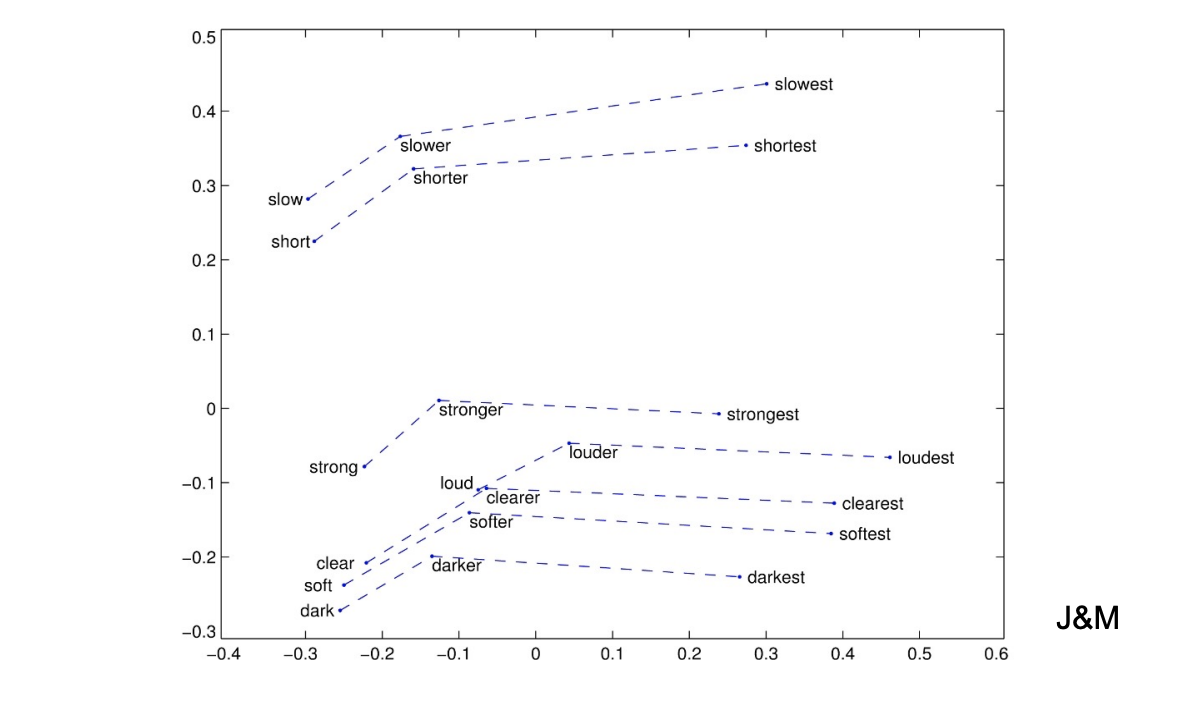 0.5
slowest
0.4
slower
shortest
shorter
0.3
slow
short
0.2
0.1
0
stronger
strongest
louder
loudest
strong
loud
−0.1
clearer
clearest
softer
softest
−0.2
clear
darker
darkest
soft
dark
J&M
−0.3
−0.4 −0.3 −0.2 −0.1 0 0.1 0.2 0.3 0.4 0.5 0.6